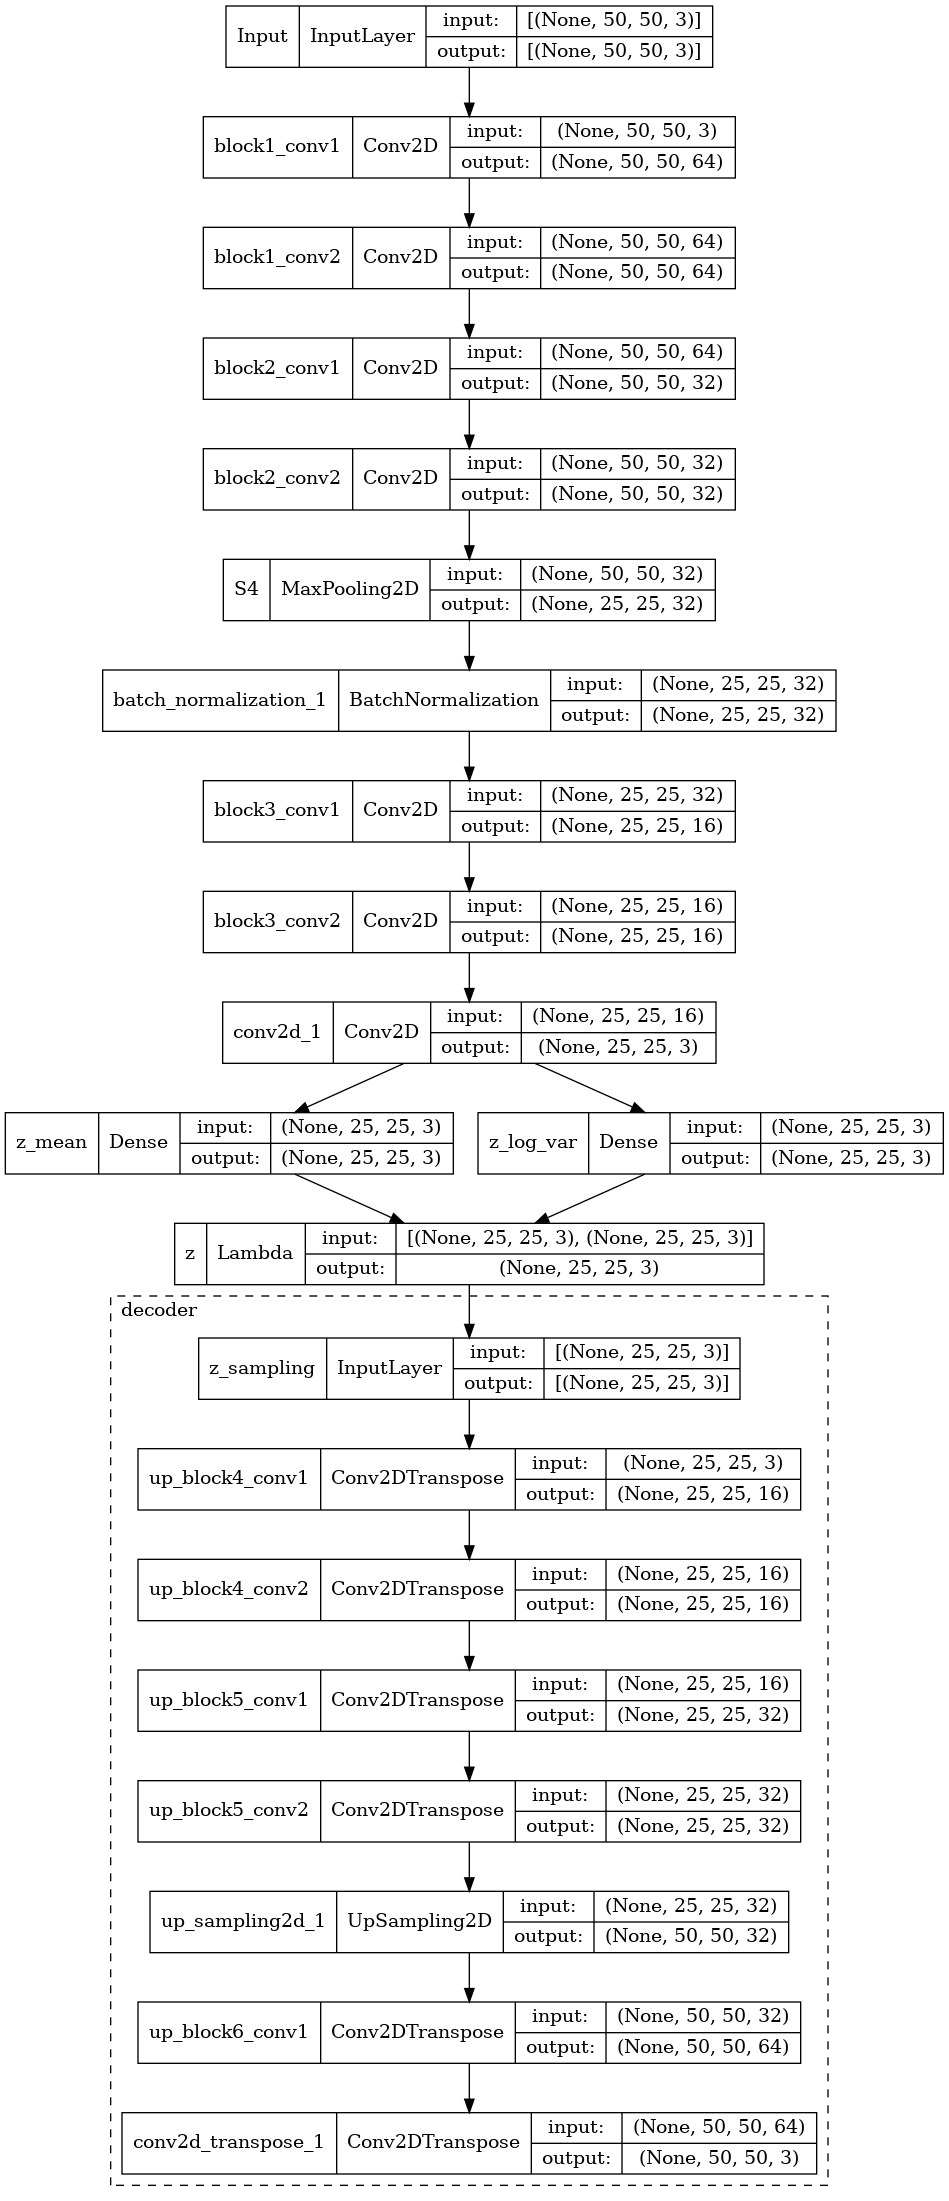 Input InputLayer input: [(None, 50, 50, 3)]
output: [(None, 50, 50, 3)]
block1_conv1 Conv2D input: (None, 50, 50, 3)
output: (None, 50, 50, 64)
block1_conv2 Conv2D input: (None, 50, 50, 64)
output: (None, 50, 50, 64)
block2_conv1 Conv2D input: (None, 50, 50, 64)
output: (None, 50, 50, 32)
block2_conv2 Conv2D input: (None, 50, 50, 32)
output: (None, 50, 50, 32)
S4 MaxPooling2D input: (None, 50, 50, 32)
output: (None, 25, 25, 32)
batch_normalization_1 BatchNormalization input: (None, 25, 25, 32)
output: (None, 25, 25, 32)
block3_conv1 Conv2D input: (None, 25, 25, 32)
output: (None, 25, 25, 16)
block3_conv2 Conv2D input: (None, 25, 25, 16)
output: (None, 25, 25, 16)
conv2d_1 Conv2D input: (None, 25, 25, 16)
output: (None, 25, 25, 3)
z_mean Dense input: (None, 25, 25, 3)
output: (None, 25, 25, 3)
z_log_var Dense input: (None, 25, 25, 3)
output: (None, 25, 25, 3)
z Lambda input: [(None, 25, 25, 3), (None, 25, 25, 3)]
output: (None, 25, 25, 3)
decoder
z_sampling InputLayer input: [(None, 25, 25, 3)]
output: [(None, 25, 25, 3)]
up_block4_conv1 Conv2DTranspose input: (None, 25, 25, 3)
output: (None, 25, 25, 16)
up_block4_conv2 Conv2DTranspose input: (None, 25, 25, 16)
output: (None, 25, 25, 16)
up_block5_conv1 Conv2DTranspose input: (None, 25, 25, 16)
output: (None, 25, 25, 32)
up_block5_conv2 Conv2DTranspose input: (None, 25, 25, 32)
output: (None, 25, 25, 32)
up_sampling2d_1 UpSampling2D input: (None, 25, 25, 32)
output: (None, 50, 50, 32)
up_block6_conv1 Conv2DTranspose input: (None, 50, 50, 32)
output: (None, 50, 50, 64)
conv2d_transpose_1 Conv2DTranspose input: (None, 50, 50, 64)
output: (None, 50, 50, 3)